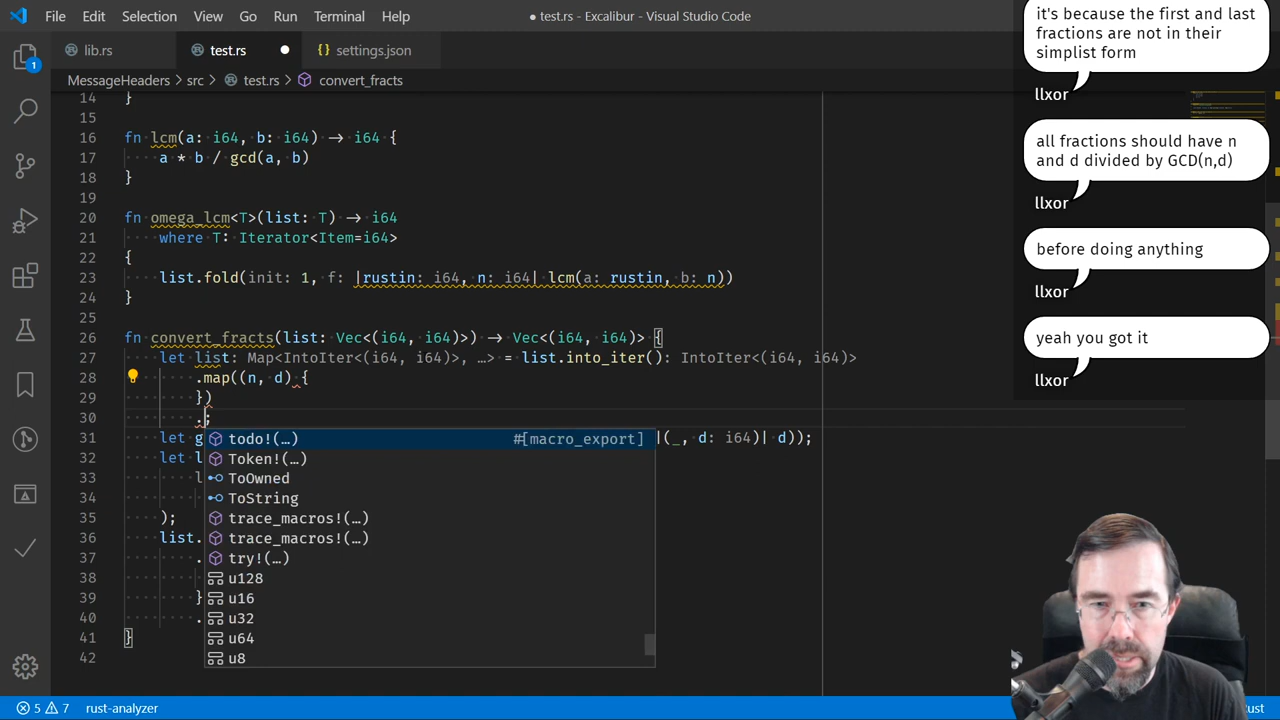 File Edit Selection View Go Run Terminal Help
● test.rs - Excalibur - Visual Studio Code
lib.rs
test.rs
{} settings.json
1
MessageHeaders > src > test.rs > convert_fracts
14 }
15
16 fn lcm(a: i64, b: i64) → i64 {
17 a * b / gcd(a, b)
18 }
19
20 fn omega_lcm<T>(list: T) → i64
21 where T: Iterator<Item=i64>
22 {
23 list.fold(init: 1, f: |rustin: i64, n: i64| lcm(a: rustin, b: n))
24 }
25
26 fn convert_fracts(list: Vec<(i64, i64)>) → Vec<(i64, i64)> {
27 let list: Map<IntoIter<(i64, i64)>, …> = list.into_iter(): IntoIter<(i64, i64)>
28 .map((n, d) {
29 })
30 .;
31 let g |(_, d: i64)| d));
32 let l
33 l
34
35 );
36 list.
37 .
38
39 }
40 .
41 }
42
todo!(…) #[macro_export]
Token!(…)
ToOwned
ToString
trace_macros!(…)
trace_macros!(…)
try!(…)
u128
u16
u32
u64
u8
it's because the first and last
fractions are not in their
simplist form
llxor
all fractions should have n
and d divided by GCD(n,d)
llxor
before doing anything
llxor
yeah you got it
llxor
5 7 rust-analyzer
Rust